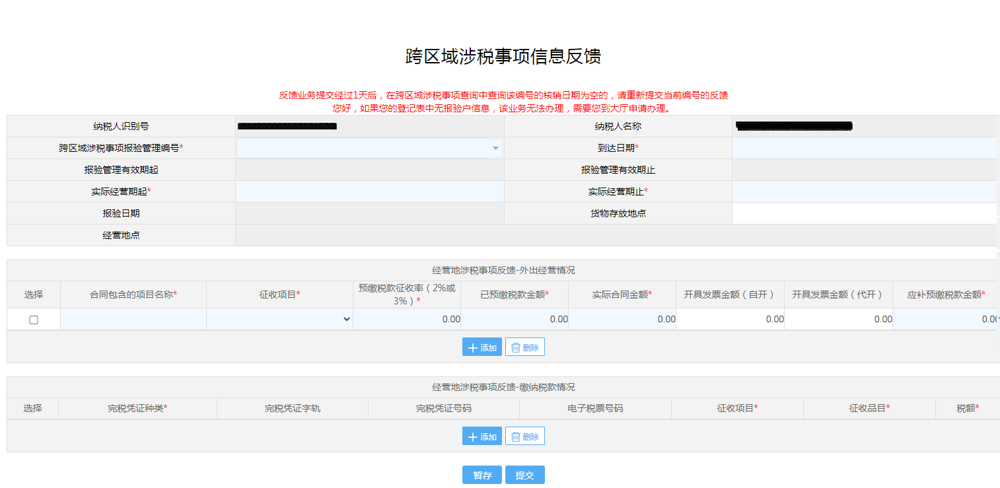 跨区域涉税事项信息反馈
反馈业务提交经过1天后，在跨区域涉税事项查询中查询该编号的核销日期为空的，请重新提交当前编号的反馈
您好，如果您的登记表中无报验户信息，该业务无法办理，需要您到大厅申请办理。
纳税人识别号 纳税人名称
跨区域涉税事项报验管理编号* 到达日期*
报验管理有效期起 报验管理有效期止
实际经营期起* 实际经营期止*
报验日期 货物存放地点
经营地点
经营地涉税事项反馈-外出经营情况
选择 合同包含的项目名称* 征收项目* 预缴税款征收率（2%或3%）* 已预缴税款金额* 实际合同金额* 开具发票金额（自开） 开具发票金额（代开） 应补预缴税款金额*
0.00 0.00 0.00 0.00 0.00 0.00
添加 删除
经营地涉税事项反馈-缴纳税款情况
选择 完税凭证种类* 完税凭证字轨 完税凭证号码 电子税票号码 征收项目* 征收品目* 税额*
添加 删除
暂存 提交